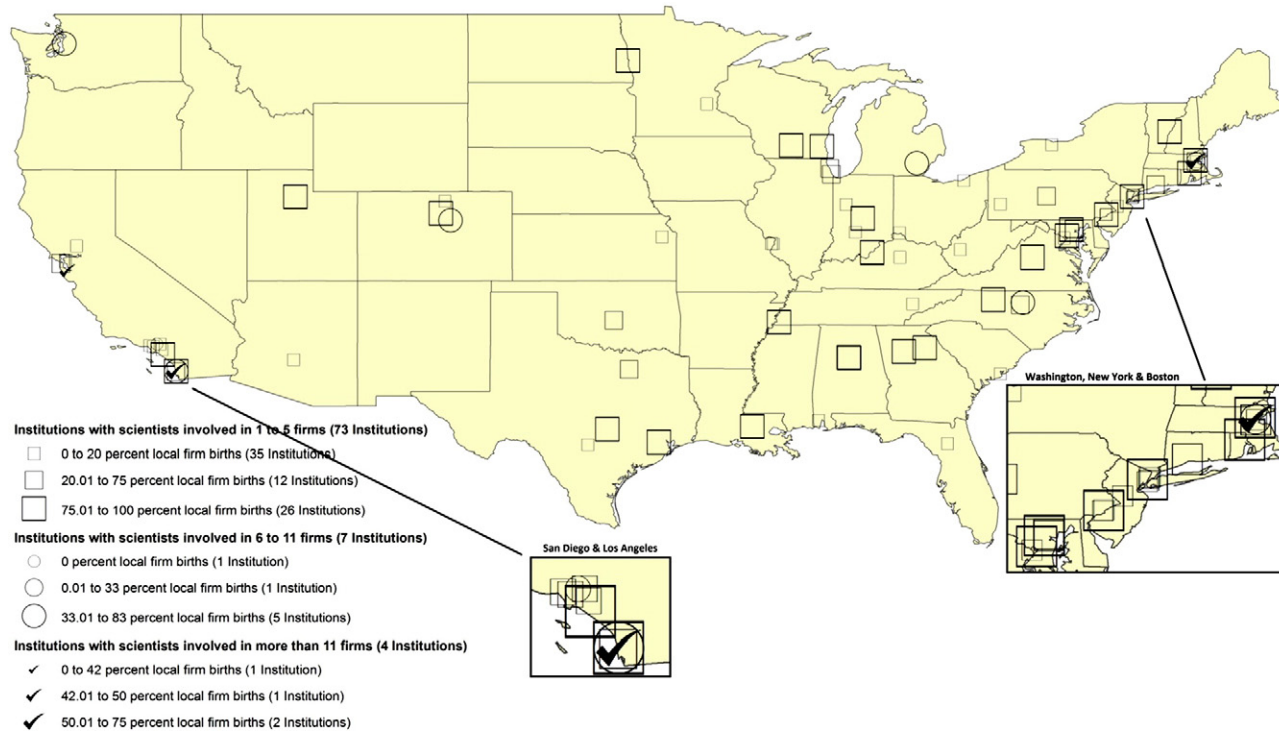 Washington, New York & Boston
Institutions with scientists involved in 1 to 5 firms (73 Institutions)
0 to 20 percent local firm births (35 Institutions)
20.01 to 75 percent local firm births (12 Institutions)
75.01 to 100 percent local firm births (26 Institutions)
Institutions with scientists involved in 6 to 11 firms (7 Institutions)
San Diego & Los Angeles
0 percent local firm births (1 Institution)
0.01 to 33 percent local firm births (1 Institution)
33.01 to 83 percent local firm births (5 Institutions)
Institutions with scientists involved in more than 11 firms (4 Institutions)
0 to 42 percent local firm births (1 Institution)
42.01 to 50 percent local firm births (1 Institution)
50.01 to 75 percent local firm births (2 Institutions)